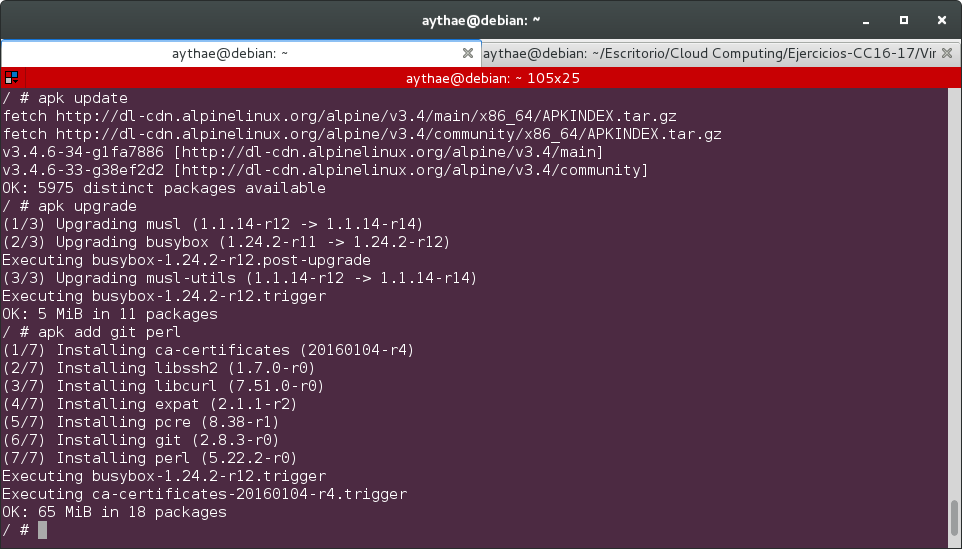 aythae@debian: ~
aythae@debian: ~
aythae@debian: ~/Escritorio/Cloud Computing/Ejercicios-CC16-17/Vir
aythae@debian: ~ 105x25
/ # apk update
fetch http://dl-cdn.alpinelinux.org/alpine/v3.4/main/x86_64/APKINDEX.tar.gz
fetch http://dl-cdn.alpinelinux.org/alpine/v3.4/community/x86_64/APKINDEX.tar.gz
v3.4.6-34-g1fa7886 [http://dl-cdn.alpinelinux.org/alpine/v3.4/main]
v3.4.6-33-g38ef2d2 [http://dl-cdn.alpinelinux.org/alpine/v3.4/community]
OK: 5975 distinct packages available
/ # apk upgrade
(1/3) Upgrading musl (1.1.14-r12 -> 1.1.14-r14)
(2/3) Upgrading busybox (1.24.2-r11 -> 1.24.2-r12)
Executing busybox-1.24.2-r12.post-upgrade
(3/3) Upgrading musl-utils (1.1.14-r12 -> 1.1.14-r14)
Executing busybox-1.24.2-r12.trigger
OK: 5 MiB in 11 packages
/ # apk add git perl
(1/7) Installing ca-certificates (20160104-r4)
(2/7) Installing libssh2 (1.7.0-r0)
(3/7) Installing libcurl (7.51.0-r0)
(4/7) Installing expat (2.1.1-r2)
(5/7) Installing pcre (8.38-r1)
(6/7) Installing git (2.8.3-r0)
(7/7) Installing perl (5.22.2-r0)
Executing busybox-1.24.2-r12.trigger
Executing ca-certificates-20160104-r4.trigger
OK: 65 MiB in 18 packages
/ #